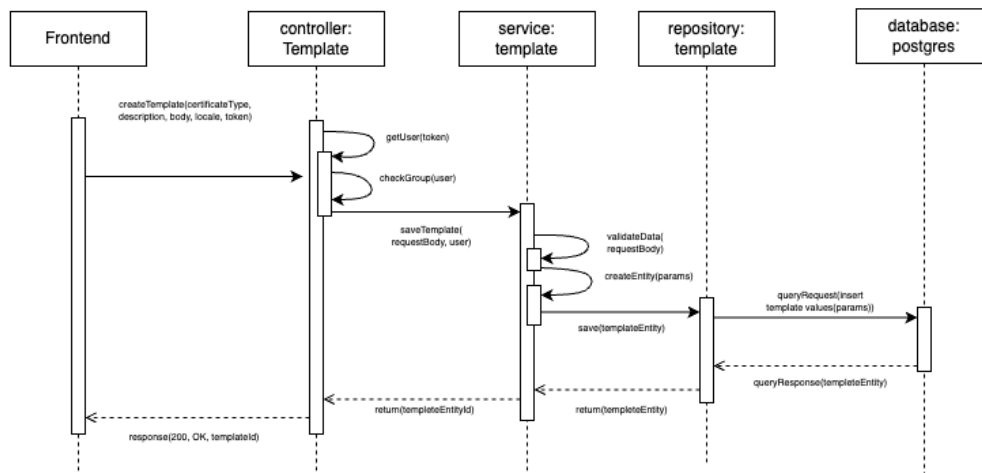 Frontend
controller:
Template
service:
template
repository:
template
database:
postgres
createTemplate(certificateType,
description, body, locale, token)
getUser(token)
checkGroup(user)
saveTemplate(
requestBody, user)
validateData(
requestBody)
createEntity(params)
save(templateEntity)
queryRequest(insert
template values(params))
queryResponse(templeteEntity)
return(templeteEntity)
return(templeteEntityId)
response(200, OK, templateId)